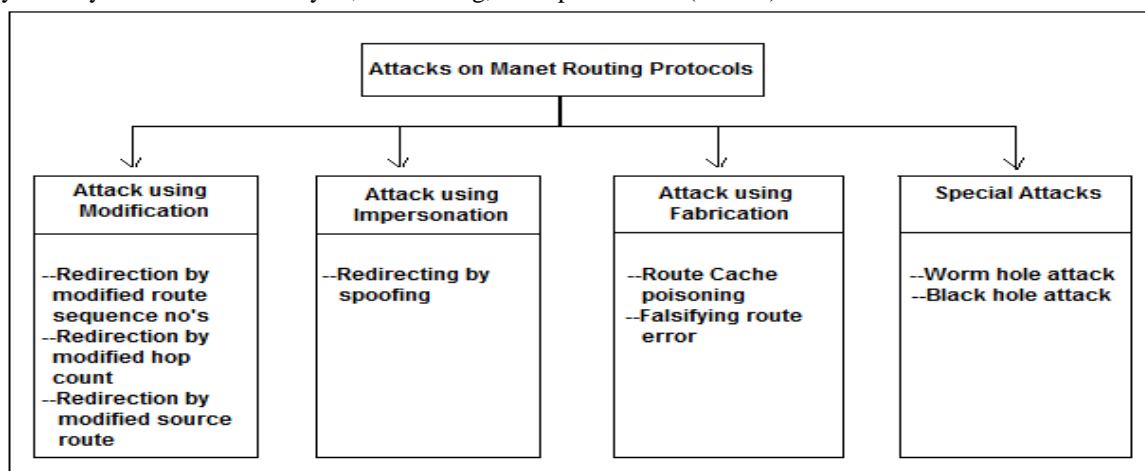 Attacks on Manet Routing Protocols
Attack using
Modification
--Redirection by
modified route
sequence no's
--Redirection by
modified hop
count
--Redirection by
modified source
route
Attack using
Impersonation
--Redirecting by
spoofing
Attack using
Fabrication
--Route Cache
poisoning
--Falsifying route
error
Special Attacks
--Worm hole attack
--Black hole attack